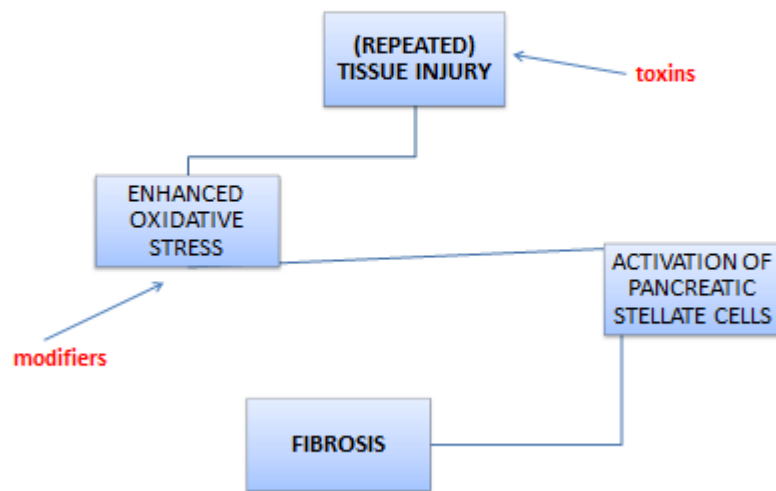 (REPEATED)
TISSUE INJURY
toxins
ENHANCED
OXIDATIVE
STRESS
ACTIVATION OF
PANCREATIC
STELLATE CELLS
modifiers
FIBROSIS